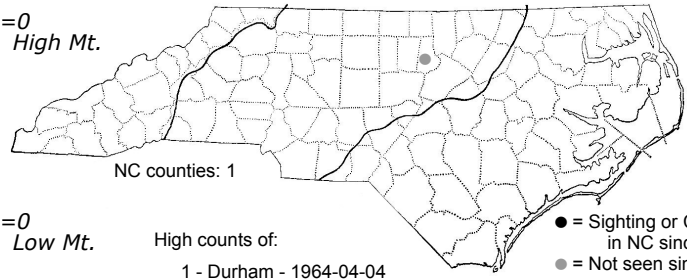 =0
High Mt.
NC counties: 1
=0
Low Mt.
High counts of:
1 - Durham - 1964-04-04
● = Sighting or
in NC sinc
● = Not seen sin